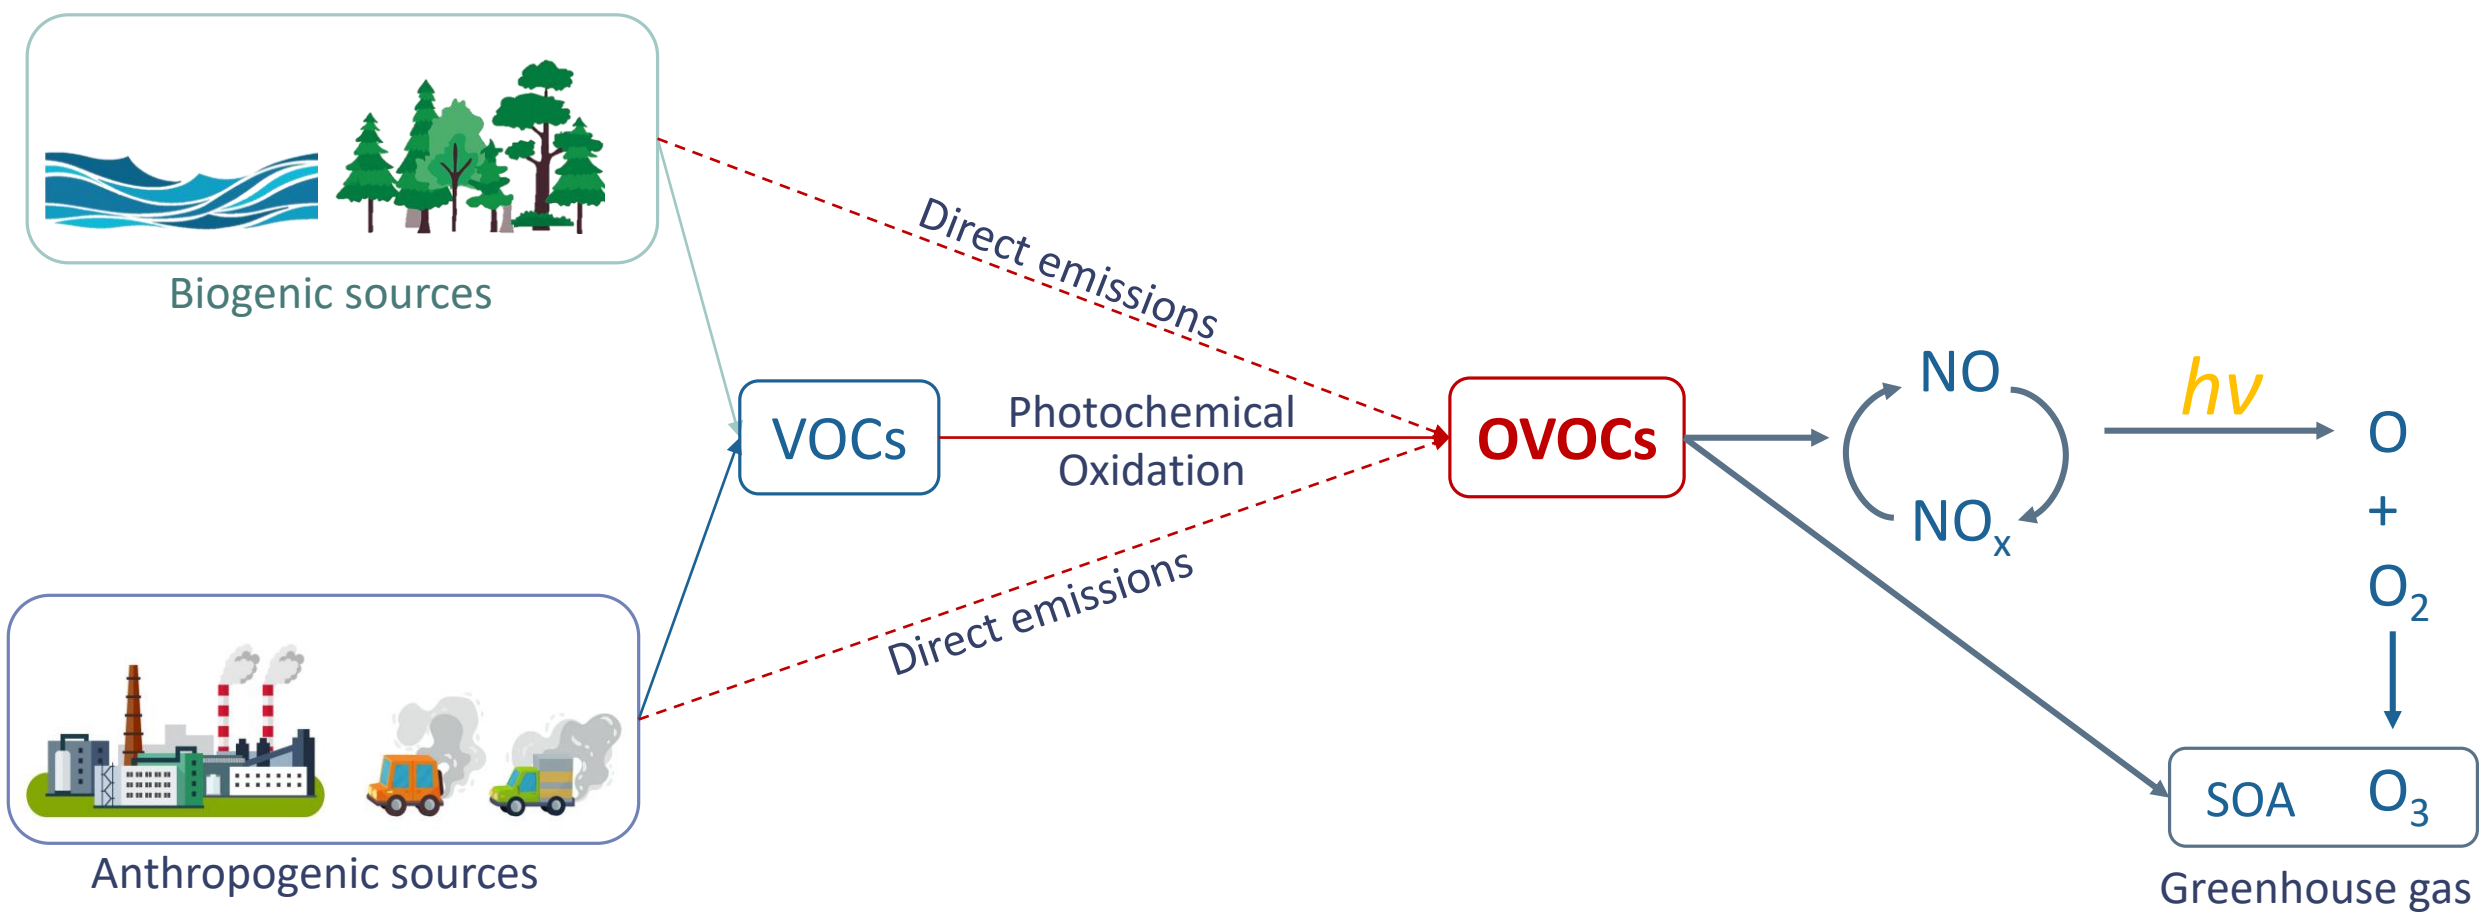 Biogenic sources
Direct emissions
VOCs
Photochemical
Oxidation
OVOCs
Direct emissions
Anthropogenic sources
NO
NOₓ
hν
O
+
O₂
SOA O₃
Greenhouse gas